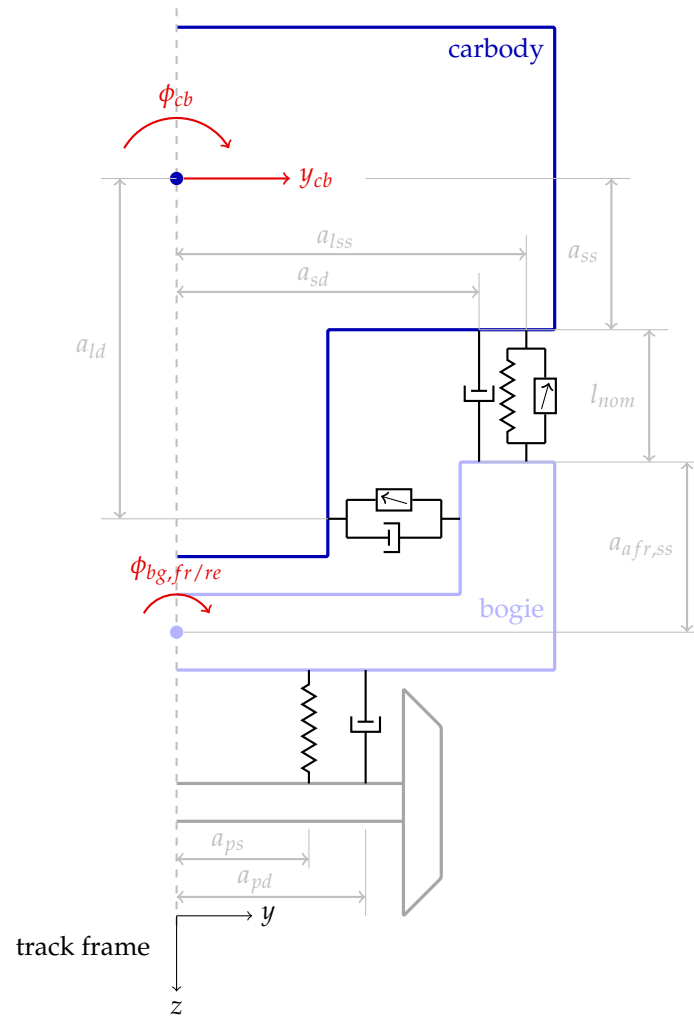 carbody
ϕ_cb
y_cb
a_lss
a_ss
a_sd
a_ld
l_nom
a_afr,ss
ϕ_bg,fr/re
bogie
a_ps
a_pd
y
track frame
z